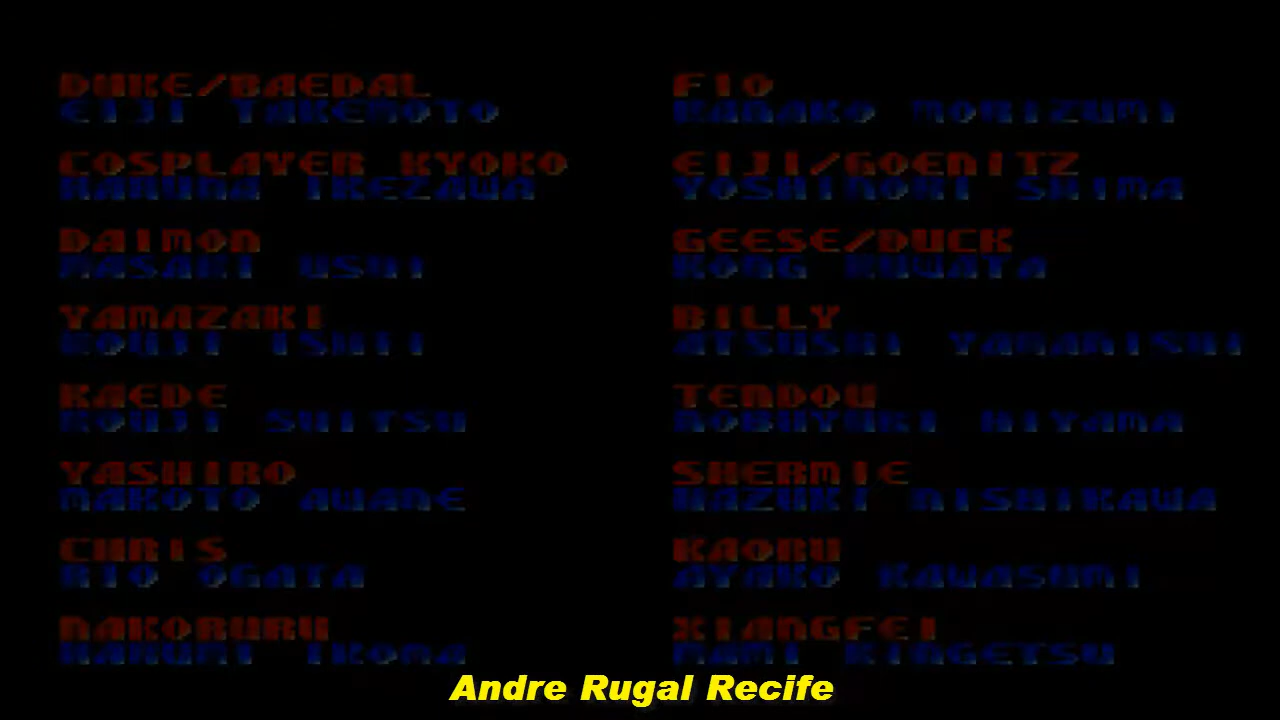 DUKE/BAEDAL
EIJI TAKEMOTO
COSPLAYER KYOKO
HARUNA IKEZAWA
DAIMON
MASAKI USUI
YAMAZAKI
KOUJI ISHII
KAEDE
KOUJI SHITSU
YASHIRO
MAKOTO AWANE
CHRIS
RIO OGATA
NAKORURU
HARUMI IKOMA
FIO
KANAKO MORIZUMI
EIJI/GOENITZ
YOSHINORI SHIMA
GEESE/DUCK
KONG KUWATA
BILLY
ATSUSHI YAMANISHI
TENDOU
NOBUYUKI HIYAMA
SHERMIE
HAZUKI NISHIKAWA
KAORU
AYAKO KAWASUMI
XIANGFEI
MAMI KINGETSU
Andre Rugal Recife